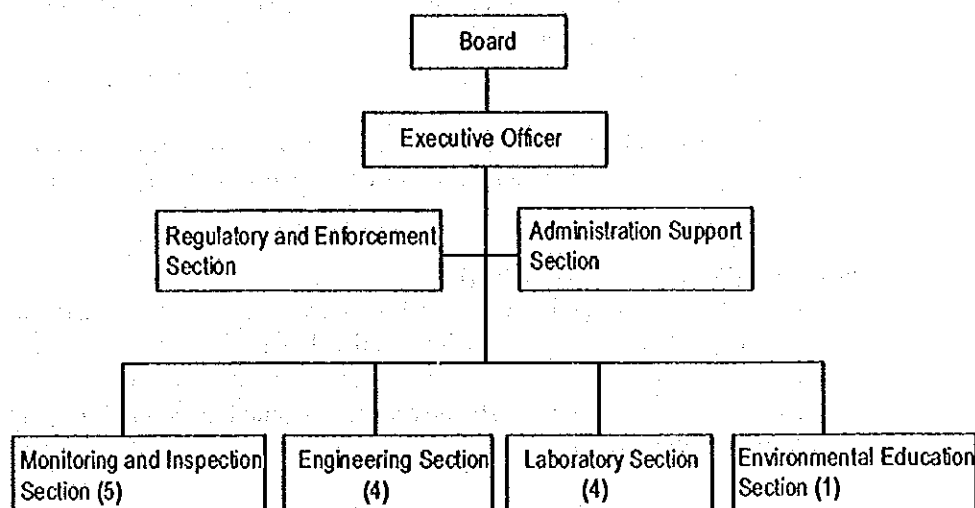 Board
Executive Officer
Regulatory and Enforcement
Section
Administration Support
Section
Monitoring and Inspection
Section (5)
Engineering Section
(4)
Laboratory Section
(4)
Environmental Education
Section (1)